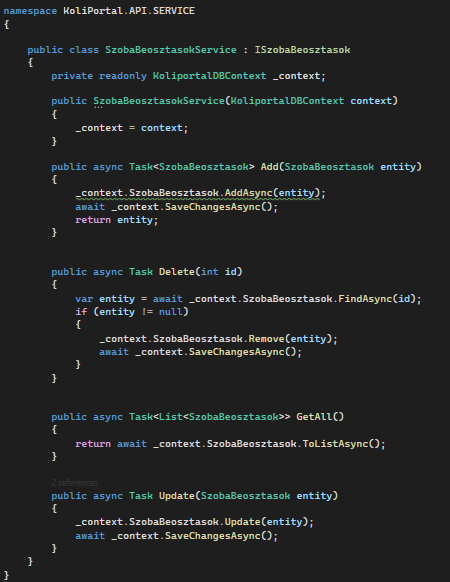 namespace KoliPortal.API.SERVICE
{
    public class SzobaBeosztasokService : ISzobaBeosztasok
    {
        private readonly KoliportalDBContext _context;
        public SzobaBeosztasokService(KoliportalDBContext context)
        {
            _context = context;
        }
        public async Task<SzobaBeosztasok> Add(SzobaBeosztasok entity)
        {
            _context.SzobaBeosztasok.AddAsync(entity);
            await _context.SaveChangesAsync();
            return entity;
        }
        public async Task Delete(int id)
        {
            var entity = await _context.SzobaBeosztasok.FindAsync(id);
            if (entity != null)
            {
                _context.SzobaBeosztasok.Remove(entity);
                await _context.SaveChangesAsync();
            }
        }
        public async Task<List<SzobaBeosztasok>> GetAll()
        {
            return await _context.SzobaBeosztasok.ToListAsync();
        }
        2 references
        public async Task Update(SzobaBeosztasok entity)
        {
            _context.SzobaBeosztasok.Update(entity);
            await _context.SaveChangesAsync();
        }
    }
}